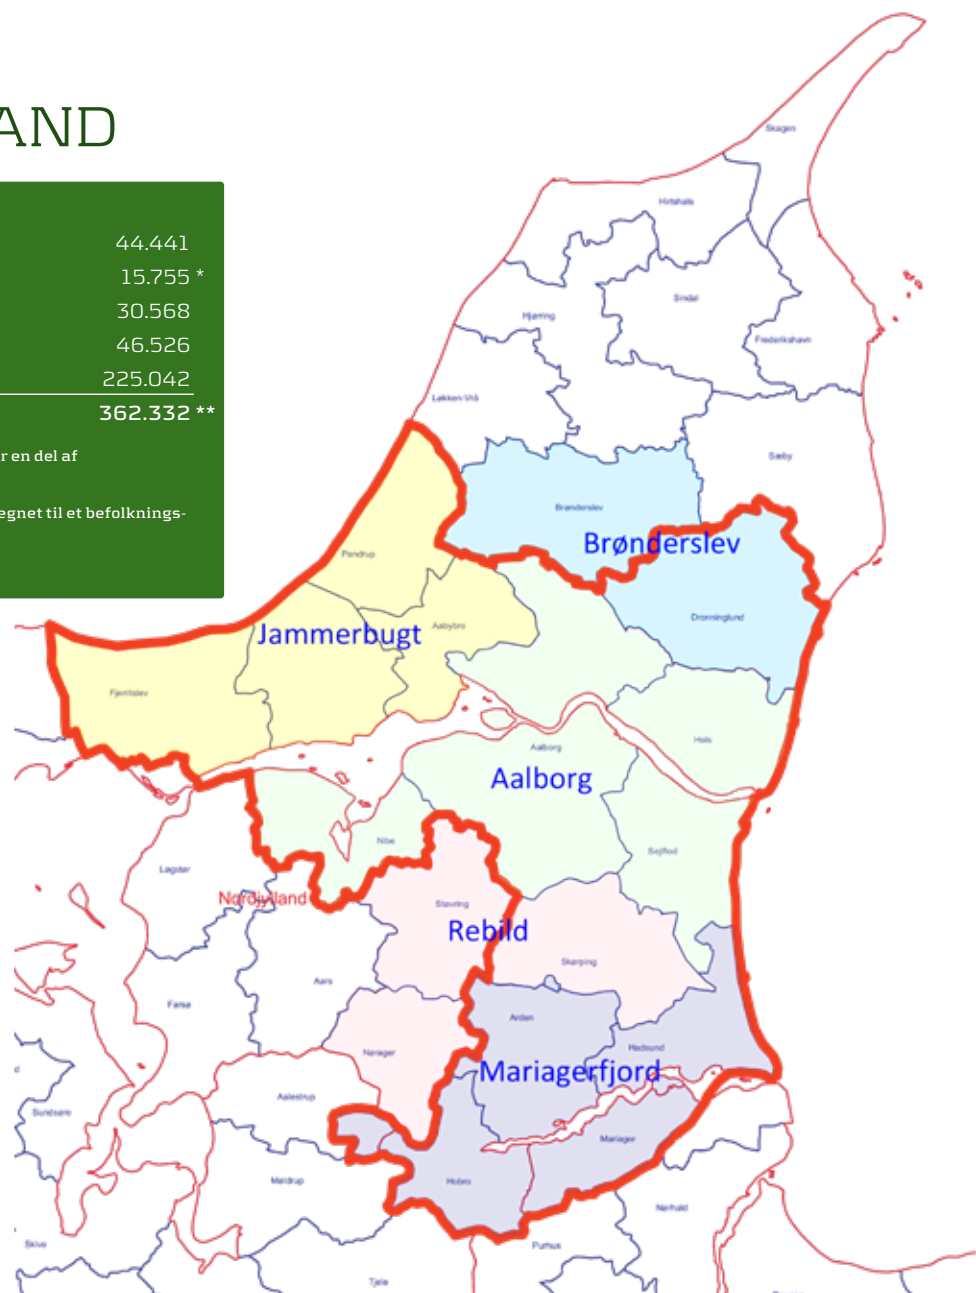 AND
44.441
15.755 *
30.568
46.526
225.042
362.332 **
r en del af
egnet til et befolknings-
Skagen
Hirtshals
Sindal
Hjørring
Frederikshavn
Løkken-Vrå
Sæby
Brønderslev
Brønderslev
Pandrup
Dronninglund
Aabybro
Jammerbugt
Fjerritslev
Hals
Aalborg
Aalborg
Nibe
Sejlflod
Løgstør
Nordjylland
Støvring
Rebild
Skørping
Aars
Farsø
Arden
Hadsund
Nørager
Mariagerfjord
d
Aalestrup
Sundsøre
Mariager
Møldrup
Hobro
Nørhald
Skive
Purhus
Tjele